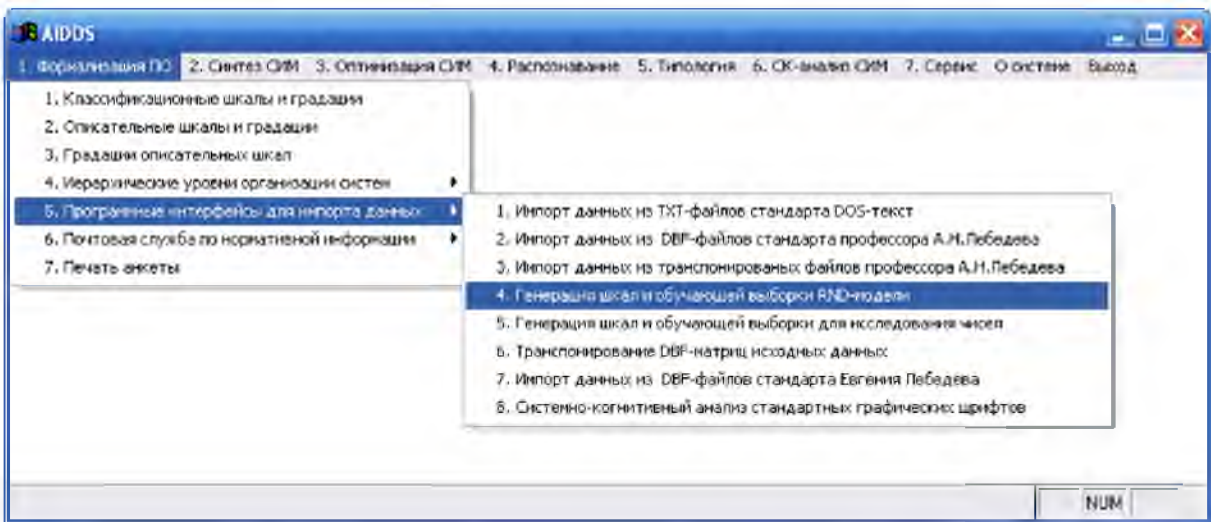 AIDOS
1. Формализация ПО 2. Синтез СИМ 3. Оптимизация СИМ 4. Распознавание 5. Типология 6. СК-анализ СИМ 7. Сервис О системе Выход
1. Классификационные шкалы и градации
2. Описательные шкалы и градации
3. Градации описательных шкал
4. Иерархические уровни организации систем
5. Программные интерфейсы для импорта данных
6. Почтовая служба по нормативной информации
7. Печать анкеты
1. Импорт данных из TXT-файлов стандарта DOS-текст
2. Импорт данных из DBF-файлов стандарта профессора А.Н.Лебедева
3. Импорт данных из транспонированых файлов профессора А.Н.Лебедева
4. Генерация шкал и обучающей выборки RND-модели
5. Генерация шкал и обучающей выборки для исследования чисел
6. Транспонирование DBF-матриц исходных данных
7. Импорт данных из DBF-файлов стандарта Евгения Лебедева
8. Системно-когнитивный анализ стандартных графических шрифтов
NUM